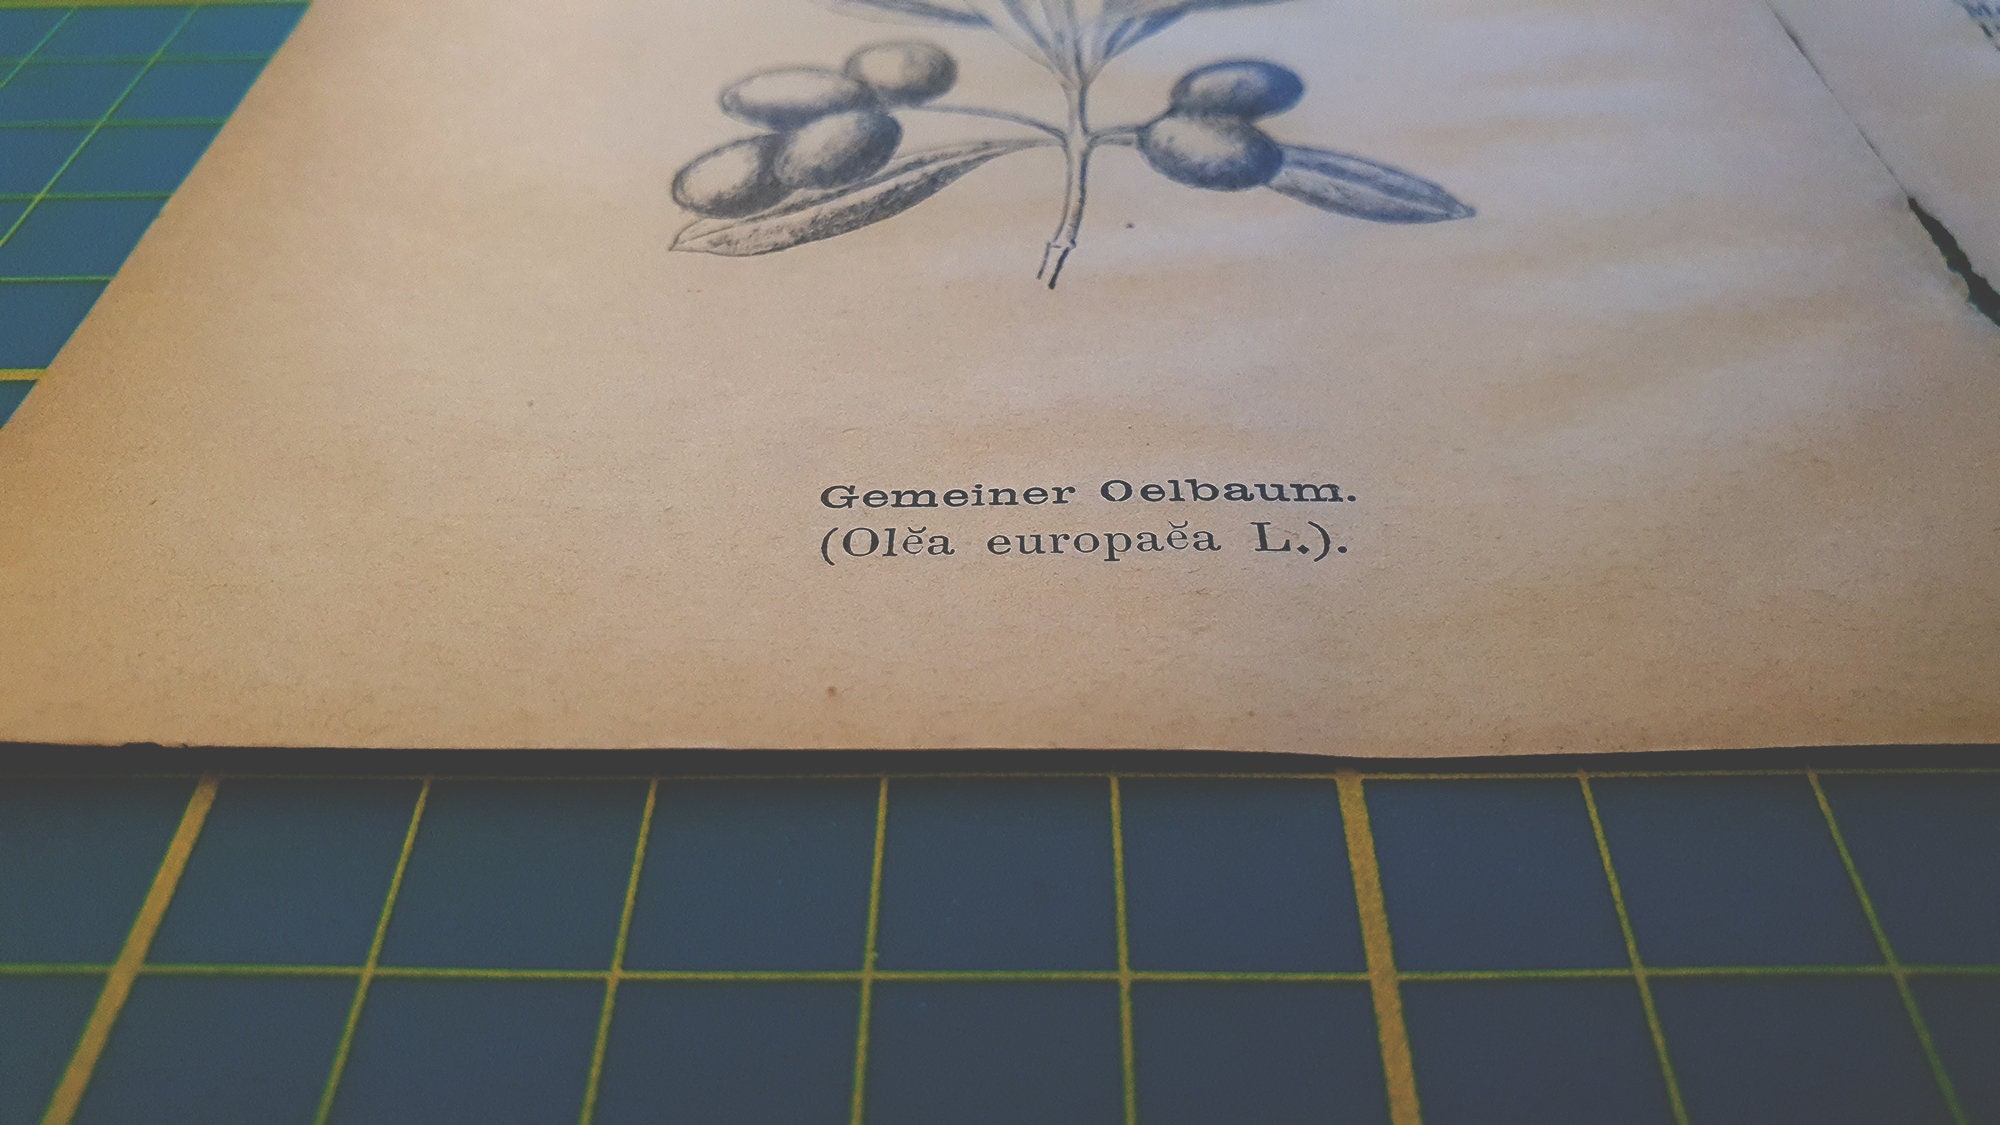 Gemeiner Oelbaum.
(Olĕa europaĕa L.).